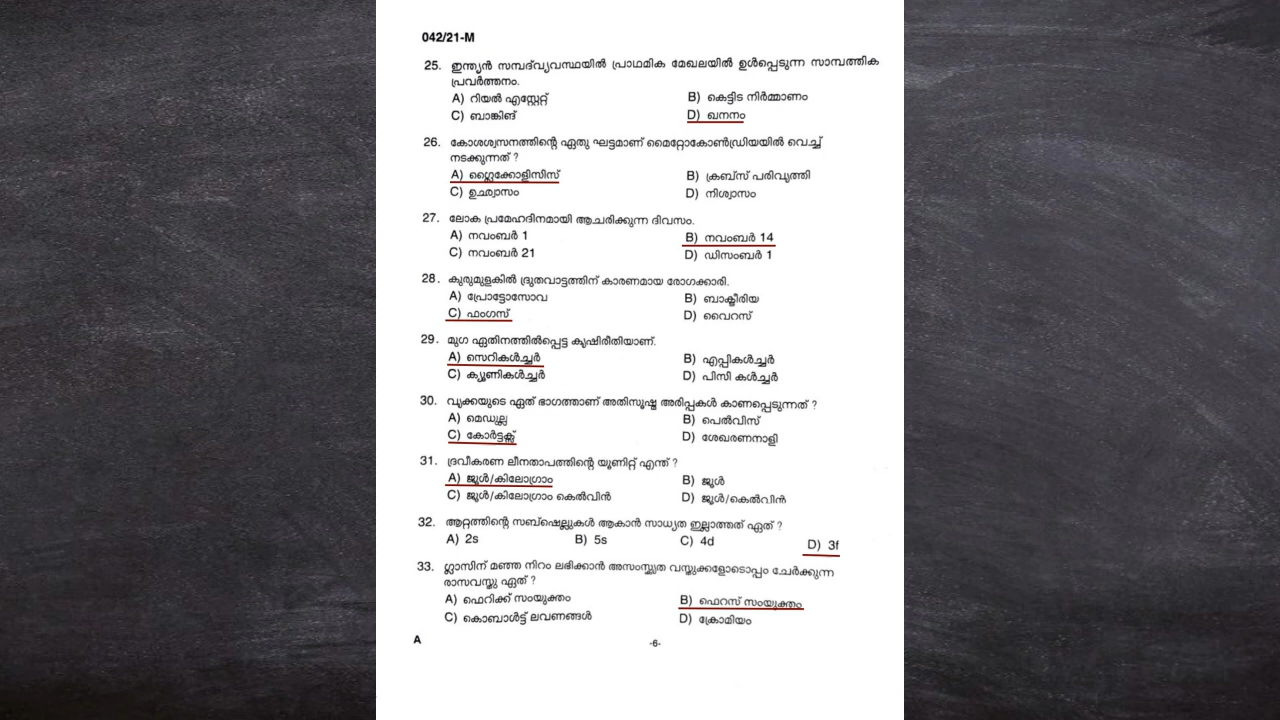 042/21-M
25. ഇന്ത്യൻ സമ്പദ്‌വ്യവസ്ഥയിൽ പ്രാഥമിക മേഖലയിൽ ഉൾപ്പെടുന്ന സാമ്പത്തിക
പ്രവർത്തനം.
A) റിയൽ എസ്റ്റേറ്റ് B) കെട്ടിട നിർമ്മാണം
C) ബാങ്കിങ് D) ഖനനം
26. കോശശ്വസനത്തിന്റെ ഏതു ഘട്ടമാണ് മൈറ്റോകോൺഡ്രിയയിൽ വെച്ച്
നടക്കുന്നത് ?
A) ഗ്ലൈക്കോളിസിസ് B) ക്രബ്സ് പരിവൃത്തി
C) ഉച്ഛ്വാസം D) നിശ്വാസം
27. ലോക പ്രമേഹദിനമായി ആചരിക്കുന്ന ദിവസം.
A) നവംബർ 1 B) നവംബർ 14
C) നവംബർ 21 D) ഡിസംബർ 1
28. കുരുമുളകിൽ ദ്രുതവാട്ടത്തിന് കാരണമായ രോഗക്കാരി.
A) പ്രോട്ടോസോവ B) ബാക്ടീരിയ
C) ഫംഗസ് D) വൈറസ്
29. മുഗ ഏതിനത്തിൽപ്പെട്ട കൃഷിരീതിയാണ്.
A) സെറികൾച്ചർ B) എപ്പികൾച്ചർ
C) ക്യൂണികൾച്ചർ D) പിസി കൾച്ചർ
30. വൃക്കയുടെ ഏത് ഭാഗത്താണ് അതിസൂഷ്മ അരിപ്പകൾ കാണപ്പെടുന്നത് ?
A) മെഡുല്ല B) പെൽവിസ്
C) കോർട്ടക്സ് D) ശേഖരണനാളി
31. ദ്രവീകരണ ലീനതാപത്തിന്റെ യൂണിറ്റ് എന്ത് ?
A) ജൂൾ/കിലോഗ്രാം B) ജൂൾ
C) ജൂൾ/കിലോഗ്രാം കെൽവിൻ D) ജൂൾ/കെൽവിൻ
32. ആറ്റത്തിന്റെ സബ്ഷെല്ലുകൾ ആകാൻ സാധ്യത ഇല്ലാത്തത് ഏത് ?
A) 2s B) 5s C) 4d D) 3f
33. ഗ്ലാസിന് മഞ്ഞ നിറം ലഭിക്കാൻ അസംസ്കൃത വസ്തുക്കളോടൊപ്പം ചേർക്കുന്ന
രാസവസ്തു ഏത് ?
A) ഫെറിക്ക് സംയുക്തം B) ഫെറസ് സംയുക്തം
C) കൊബാൾട്ട് ലവണങ്ങൾ D) ക്രോമിയം
A -6-